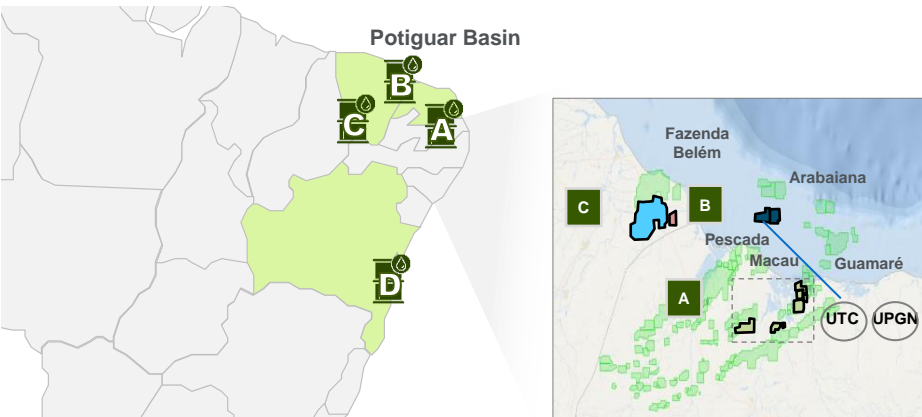 Potiguar Basin
B
C
A
D
Fazenda
Belém
Arabaiana
C
B
Pescada
Macau
Guamaré
A
UTC
UPGN